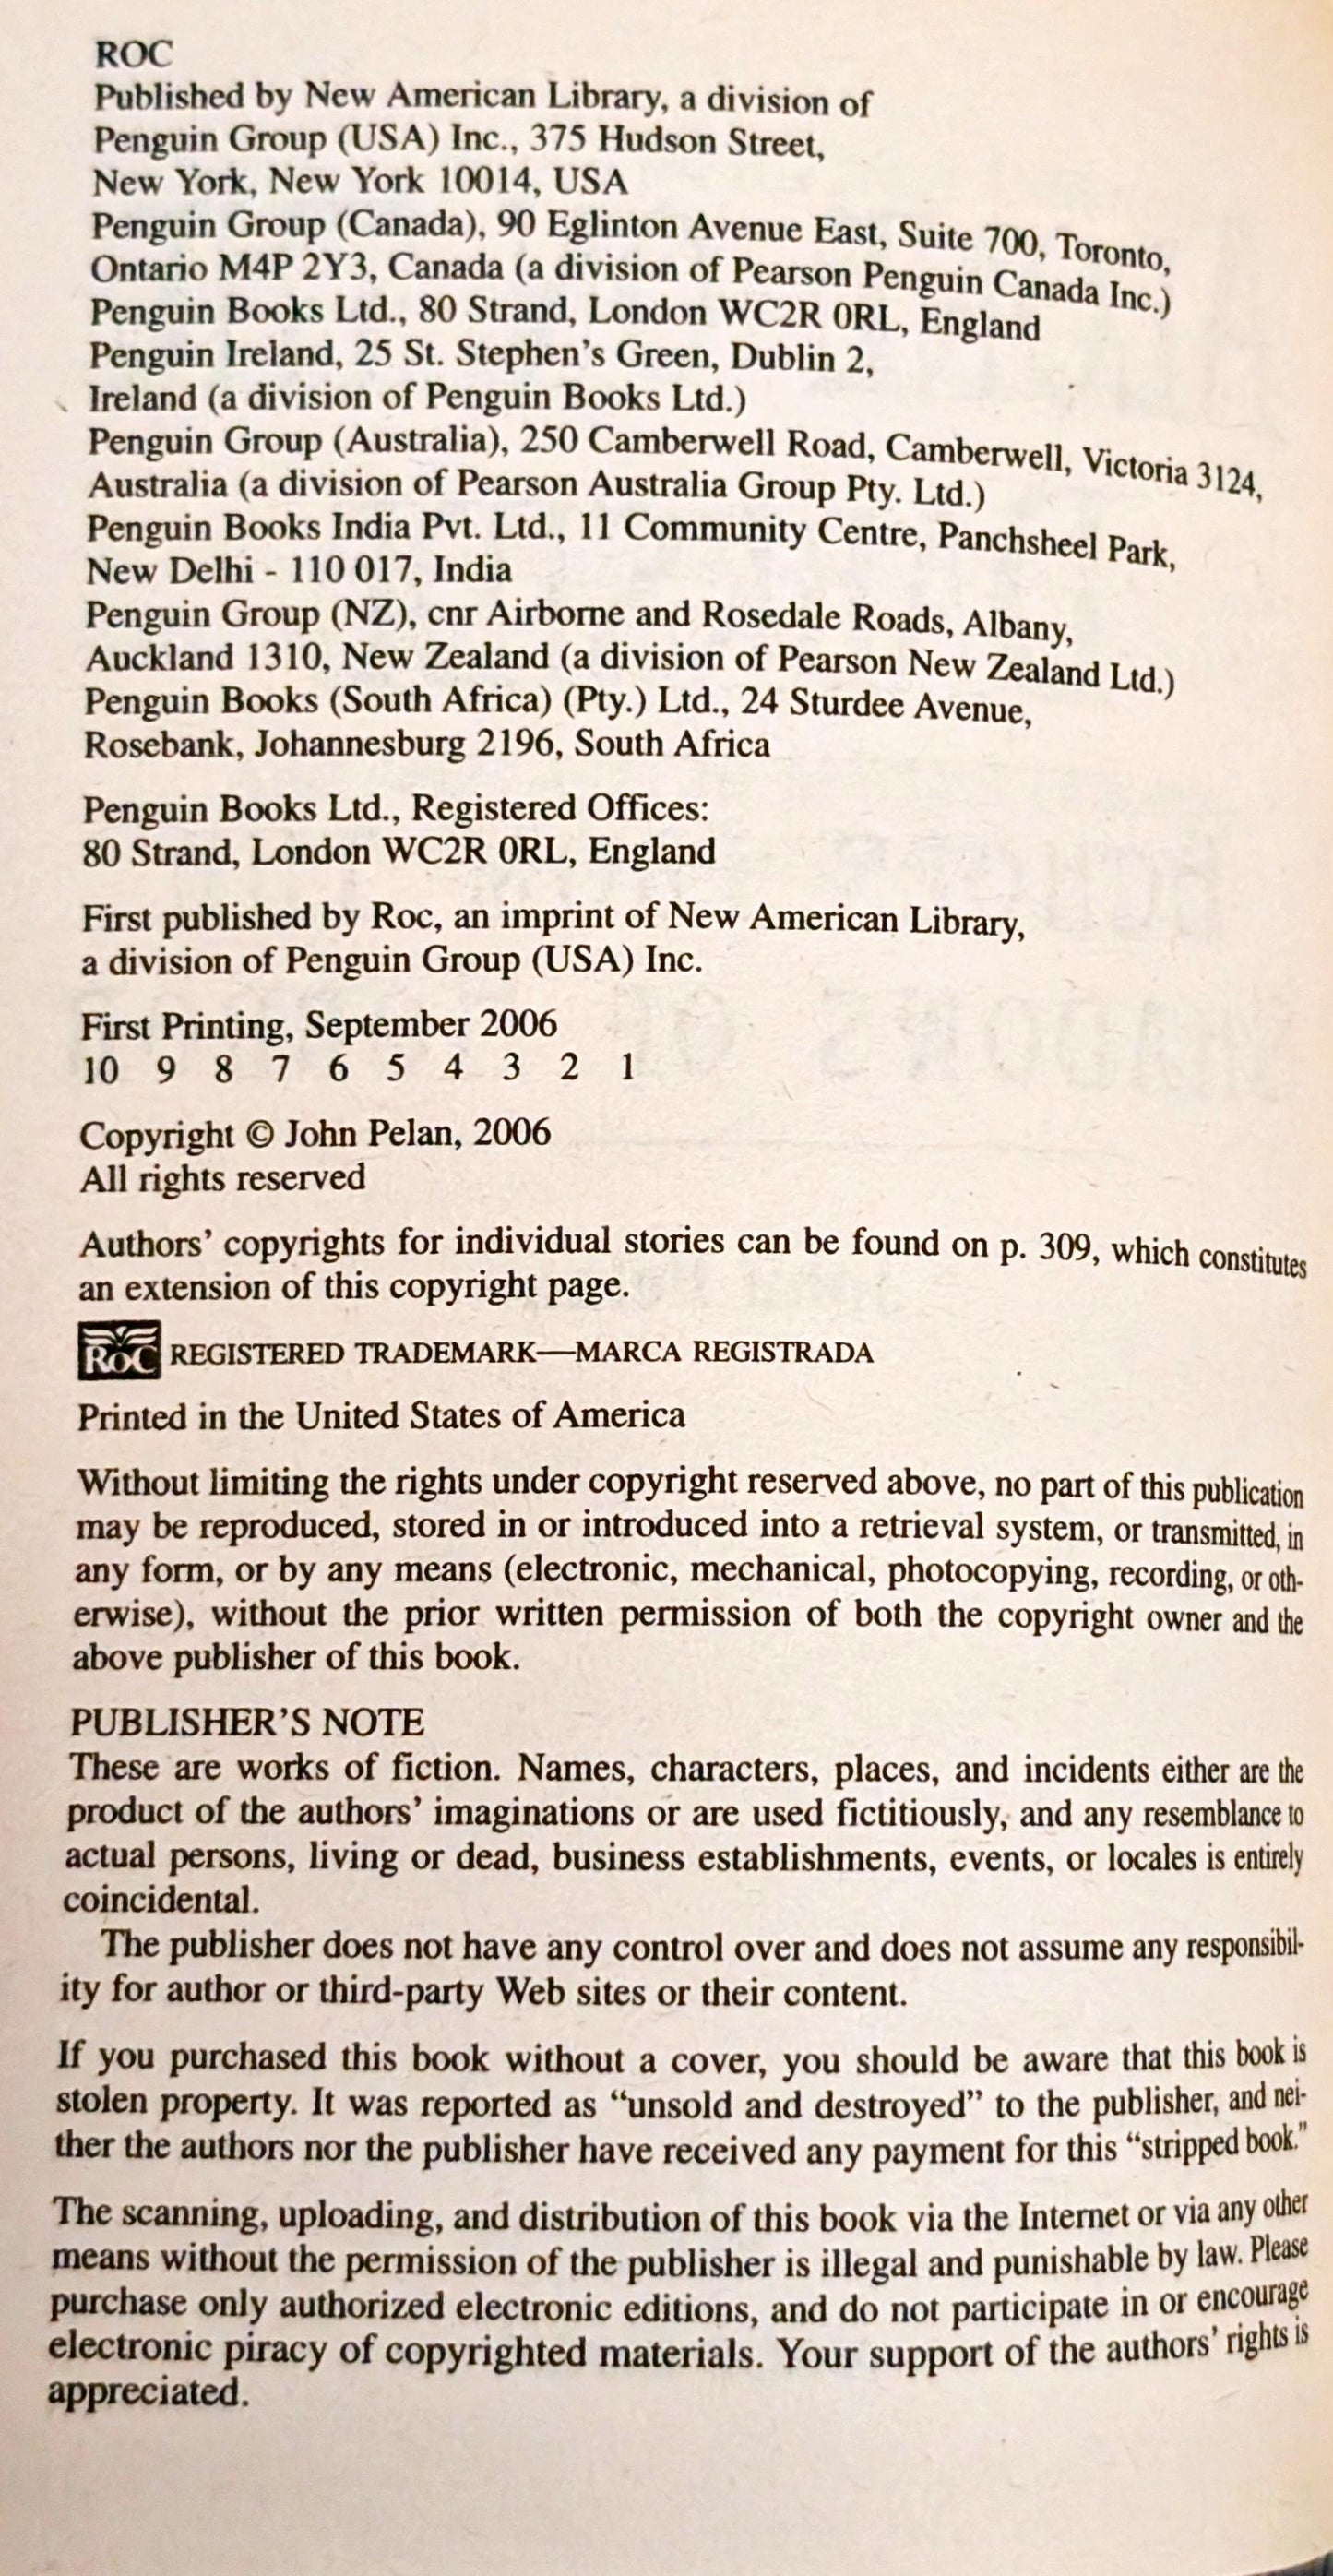 ROC
Published by New American Library, a division of
Penguin Group (USA) Inc., 375 Hudson Street,
New York, New York 10014, USA
Penguin Group (Canada), 90 Eglinton Avenue East, Suite 700, Toronto,
Ontario M4P 2Y3, Canada (a division of Pearson Penguin Canada Inc.)
Penguin Books Ltd., 80 Strand, London WC2R 0RL, England
Penguin Ireland, 25 St. Stephen's Green, Dublin 2,
Ireland (a division of Penguin Books Ltd.)
Penguin Group (Australia), 250 Camberwell Road, Camberwell, Victoria 3124,
Australia (a division of Pearson Australia Group Pty. Ltd.)
Penguin Books India Pvt. Ltd., 11 Community Centre, Panchsheel Park,
New Delhi - 110 017, India
Penguin Group (NZ), cnr Airborne and Rosedale Roads, Albany,
Auckland 1310, New Zealand (a division of Pearson New Zealand Ltd.)
Penguin Books (South Africa) (Pty.) Ltd., 24 Sturdee Avenue,
Rosebank, Johannesburg 2196, South Africa
Penguin Books Ltd., Registered Offices:
80 Strand, London WC2R 0RL, England
First published by Roc, an imprint of New American Library,
a division of Penguin Group (USA) Inc.
First Printing, September 2006
10 9 8 7 6 5 4 3 2 1
Copyright © John Pelan, 2006
All rights reserved
Authors' copyrights for individual stories can be found on p. 309, which constitutes
an extension of this copyright page.
ROC REGISTERED TRADEMARK—MARCA REGISTRADA
Printed in the United States of America
Without limiting the rights under copyright reserved above, no part of this publication
may be reproduced, stored in or introduced into a retrieval system, or transmitted, in
any form, or by any means (electronic, mechanical, photocopying, recording, or oth-
erwise), without the prior written permission of both the copyright owner and the
above publisher of this book.
PUBLISHER'S NOTE
These are works of fiction. Names, characters, places, and incidents either are the
product of the authors' imaginations or are used fictitiously, and any resemblance to
actual persons, living or dead, business establishments, events, or locales is entirely
coincidental.
The publisher does not have any control over and does not assume any responsibil-
ity for author or third-party Web sites or their content.
If you purchased this book without a cover, you should be aware that this book is
stolen property. It was reported as "unsold and destroyed" to the publisher, and nei-
ther the authors nor the publisher have received any payment for this "stripped book."
The scanning, uploading, and distribution of this book via the Internet or via any other
means without the permission of the publisher is illegal and punishable by law. Please
purchase only authorized electronic editions, and do not participate in or encourage
electronic piracy of copyrighted materials. Your support of the authors' rights is
appreciated.